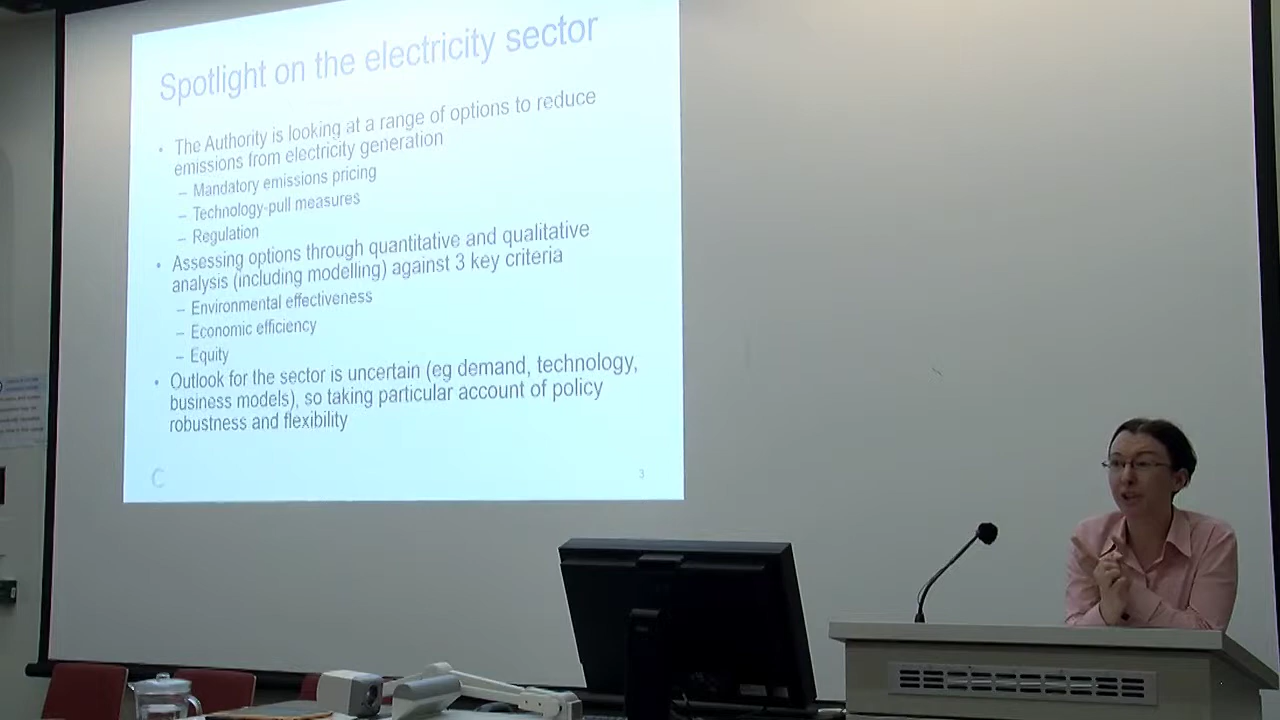 Spotlight on the electricity sector
• The Authority is looking at a range of options to reduce
emissions from electricity generation
– Mandatory emissions pricing
– Technology-pull measures
– Regulation
• Assessing options through quantitative and qualitative
analysis (including modelling) against 3 key criteria
– Environmental effectiveness
– Economic efficiency
– Equity
• Outlook for the sector is uncertain (eg demand, technology,
business models), so taking particular account of policy
robustness and flexibility
C
3